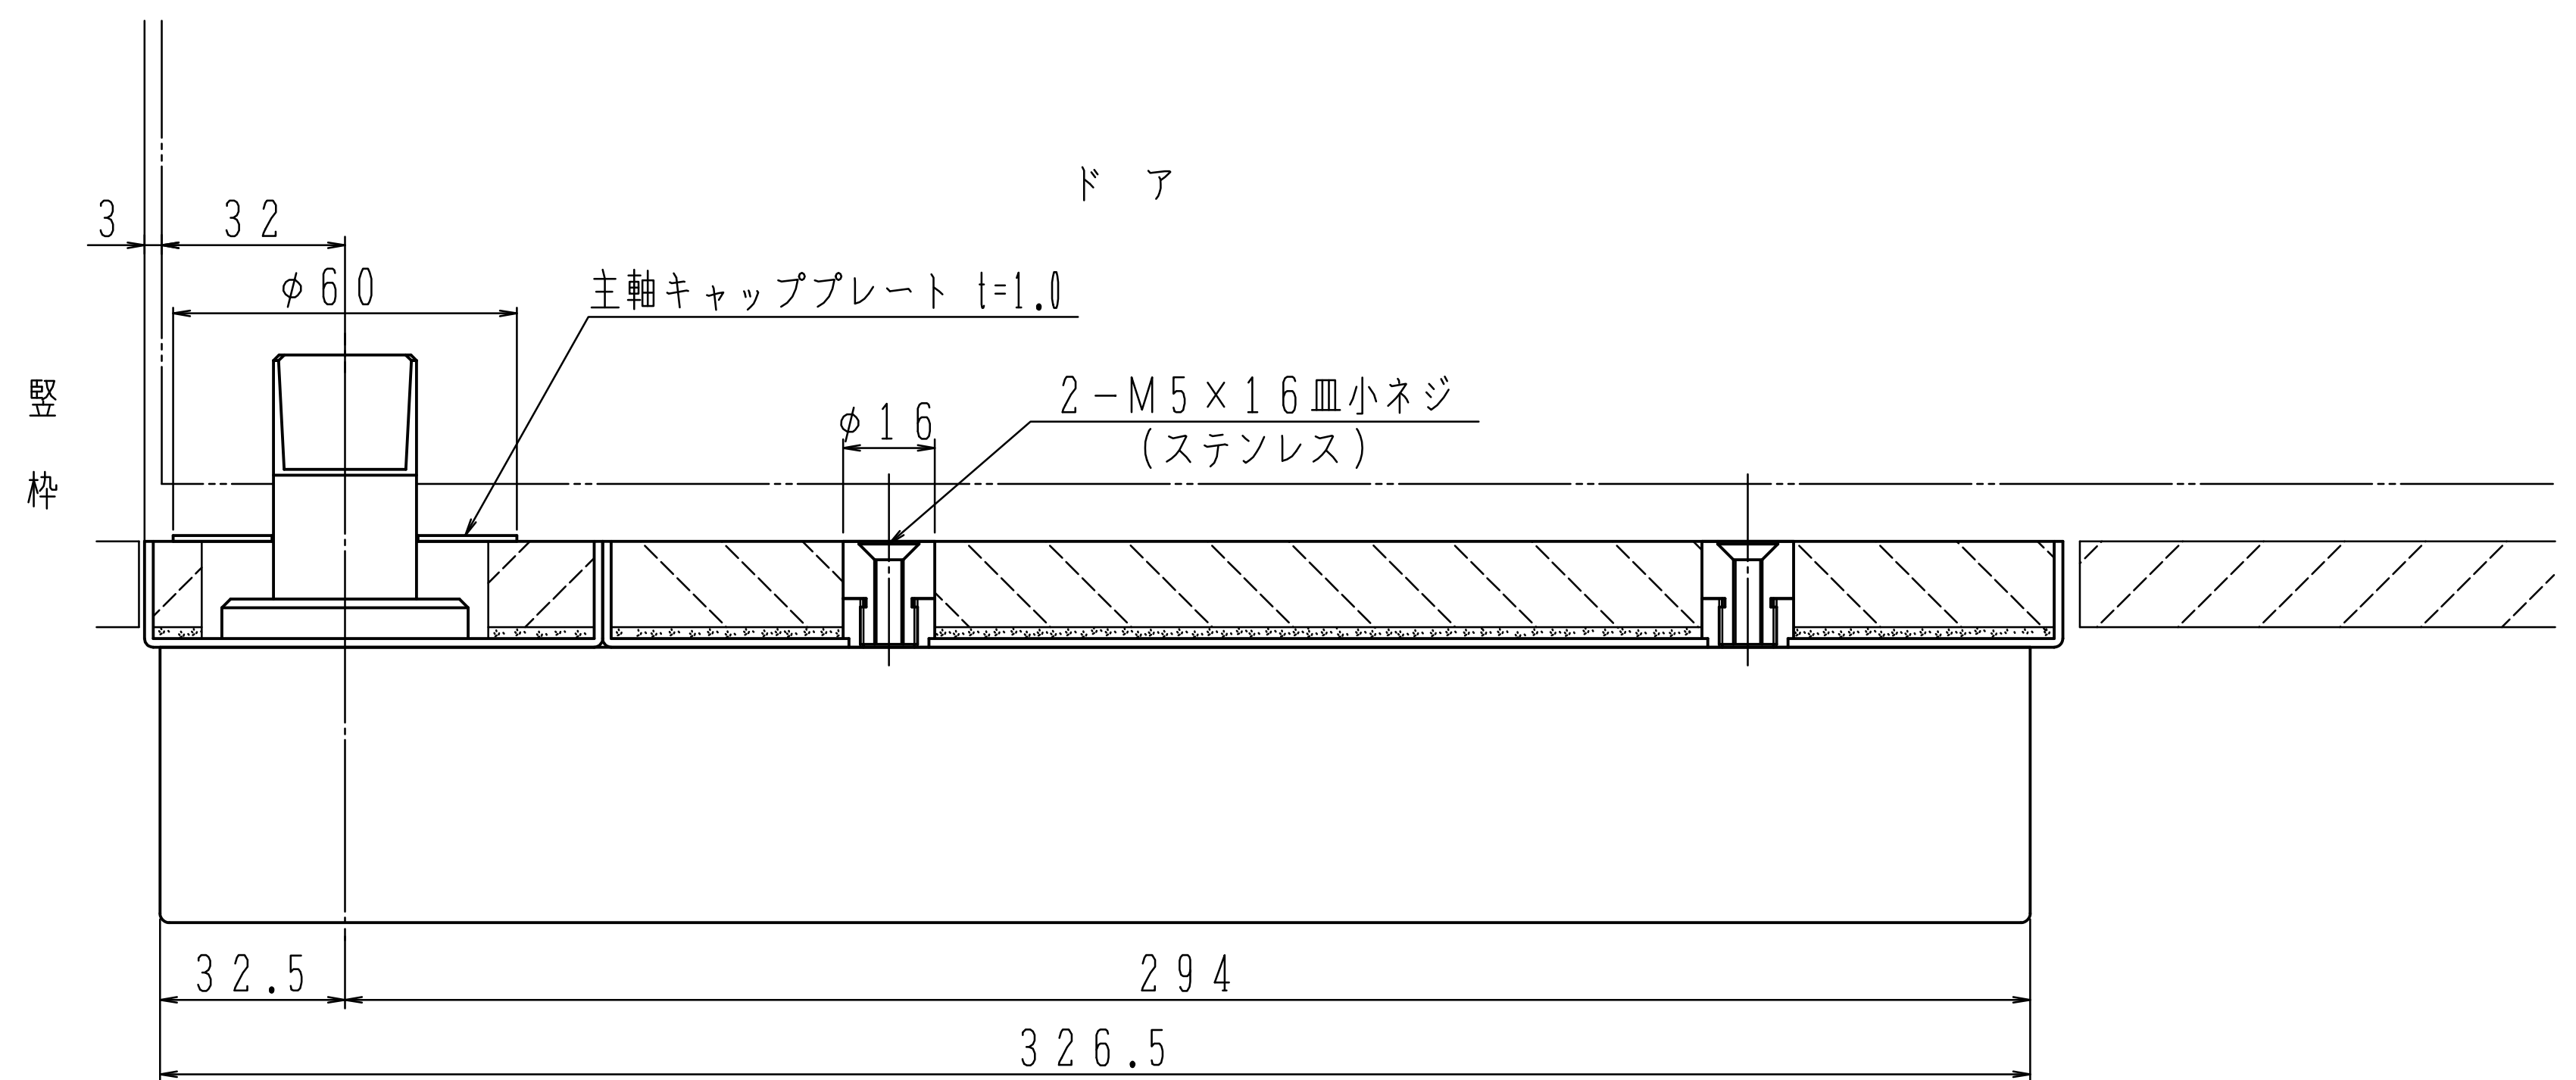 ドア
3
32
φ60
主軸キャッププレート t=1.0
竪枠
2-M5×16皿小ネジ
(ステンレス)
φ16
32.5
294
326.5